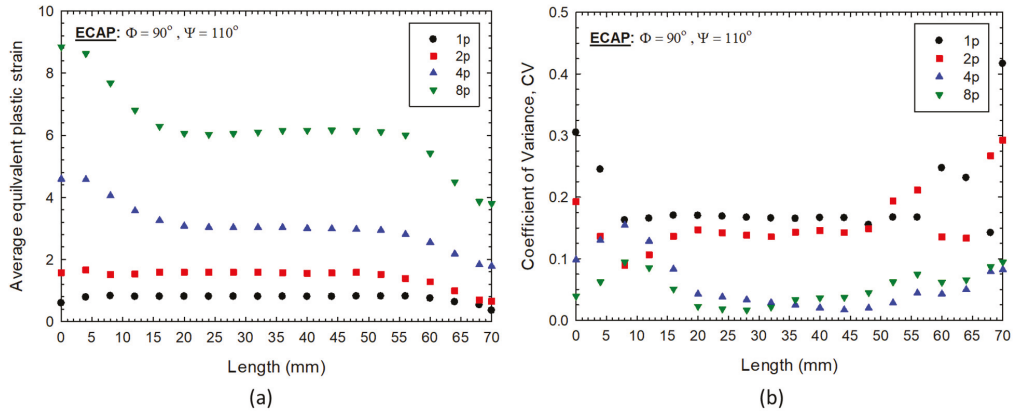 ECAP: Φ = 90°, Ψ = 110°
1p
2p
4p
8p
Average equilvalent plastic strain
10
8
6
4
2
0
0 5 10 15 20 25 30 35 40 45 50 55 60 65 70
Length (mm)
(a)
ECAP: Φ = 90°, Ψ = 110°
1p
2p
4p
8p
Coefficient of Variance, CV
0.5
0.4
0.3
0.2
0.1
0.0
0 5 10 15 20 25 30 35 40 45 50 55 60 65 70
Length (mm)
(b)